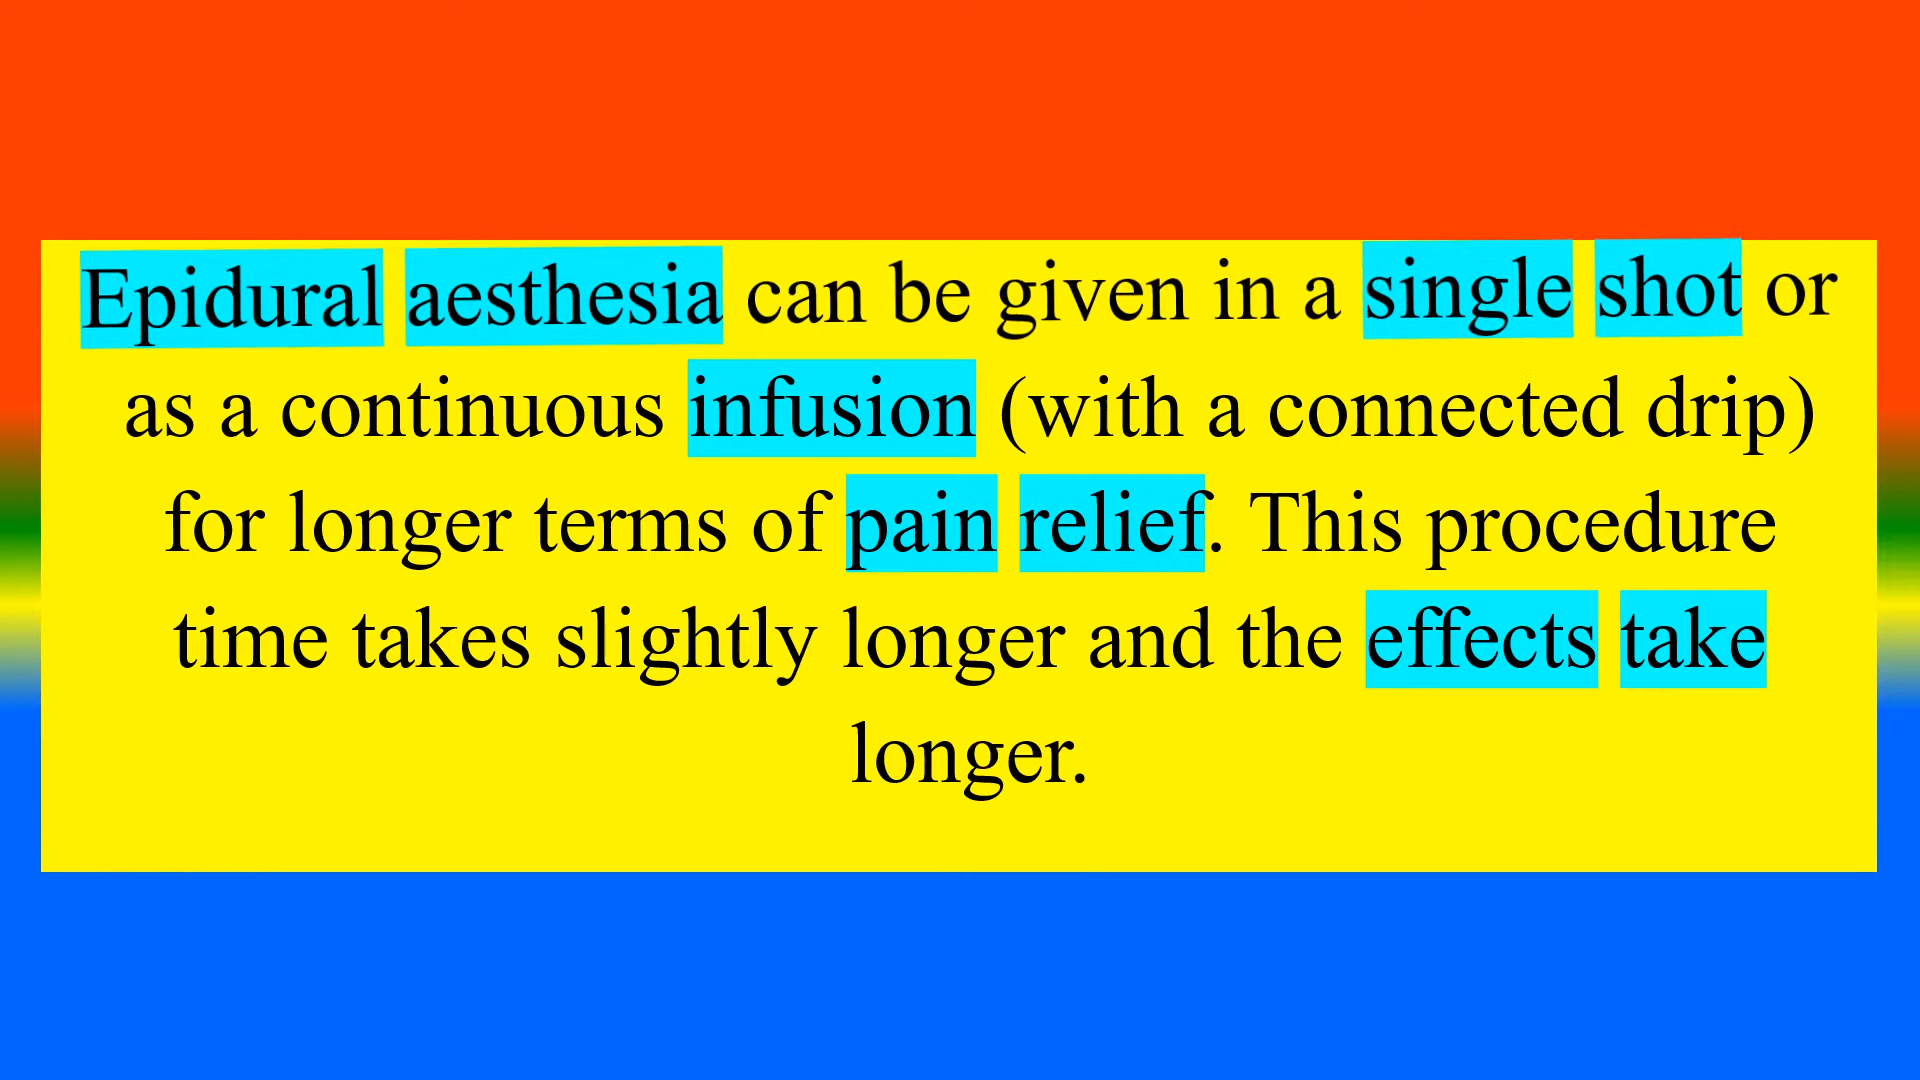 Epidural aesthesia can be given in a single shot or
as a continuous infusion (with a connected drip)
for longer terms of pain relief. This procedure
time takes slightly longer and the effects take
longer.